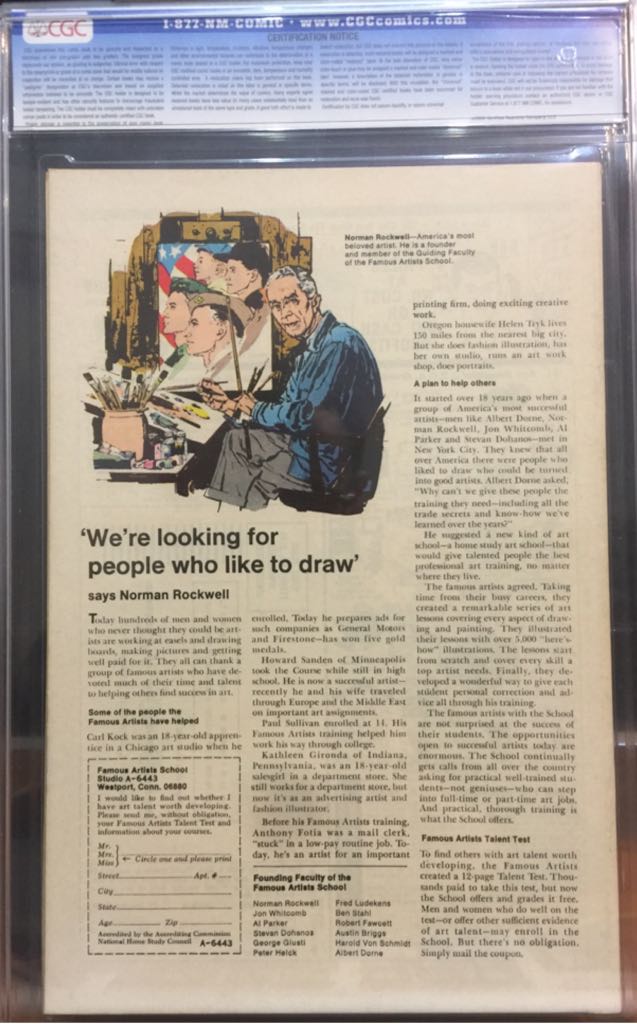 CGC
1-877-NM-COMIC • www.CGCcomics.com
CERTIFICATION NOTICE
Norman Rockwell—America's most
beloved artist. He is a founder
and member of the Guiding Faculty
of the Famous Artists School.
'We're looking for
people who like to draw'
says Norman Rockwell
Today hundreds of men and women
who never thought they could be art-
ists are working at easels and drawing
boards, making pictures and getting
well paid for it. They all can thank a
group of famous artists who have de-
voted much of their time and talent
to helping others find success in art.
Some of the people the
Famous Artists have helped
Carl Kock was an 18-year-old appren-
tice in a Chicago art studio when he
Famous Artists School
Studio A-6443
Westport, Conn. 06880
I would like to find out whether I
have art talent worth developing.
Please send me, without obligation,
your Famous Artists Talent Test and
information about your courses.
Mr.
Mrs.
Miss
← Circle one and please print
Street Apt. #
City
State
Age Zip
Accredited by the Accrediting Commission
National Home Study Council A-6443
enrolled. Today he prepares ads for
such companies as General Motors
and Firestone—has won five gold
medals.
Howard Sanden of Minneapolis
took the Course while still in high
school. He is now a successful artist—
recently he and his wife traveled
through Europe and the Middle East
on important art assignments.
Paul Sullivan enrolled at 14. His
Famous Artists training helped him
work his way through college.
Kathleen Gironda of Indiana,
Pennsylvania, was an 18-year-old
salesgirl in a department store. She
still works for a department store, but
now it's as an advertising artist and
fashion illustrator.
Before his Famous Artists training,
Anthony Fotia was a mail clerk,
"stuck" in a low-pay routine job. To-
day, he's an artist for an important
Founding Faculty of the
Famous Artists School
Norman Rockwell
Jon Whitcomb
Al Parker
Stevan Dohanos
George Giusti
Peter Helck
Fred Ludekens
Ben Stahl
Robert Fawcett
Austin Briggs
Harold Von Schmidt
Albert Dorne
printing firm, doing exciting creative
work.
Oregon housewife Helen Tryk lives
150 miles from the nearest big city.
But she does fashion illustration, has
her own studio, runs an art work
shop, does portraits.
A plan to help others
It started over 18 years ago when a
group of America's most successful
artists—men like Albert Dorne, Nor-
man Rockwell, Jon Whitcomb, Al
Parker and Stevan Dohanos—met in
New York City. They knew that all
over America there were people who
liked to draw who could be turned
into good artists. Albert Dorne asked,
"Why can't we give these people the
training they need—including all the
trade secrets and know-how we've
learned over the years?"
He suggested a new kind of art
school—a home study art school—that
would give talented people the best
professional art training, no matter
where they live.
The famous artists agreed. Taking
time from their busy careers, they
created a remarkable series of art
lessons covering every aspect of draw-
ing and painting. They illustrated
their lessons with over 5,000 "here's-
how" illustrations. The lessons start
from scratch and cover every skill a
top artist needs. Finally, they de-
veloped a wonderful way to give each
student personal correction and ad-
vice all through his training.
The famous artists with the School
are not surprised at the success of
their students. The opportunities
open to successful artists today are
enormous. The School continually
gets calls from all over the country
asking for practical well-trained stu-
dents—not geniuses—who can step
into full-time or part-time art jobs.
And practical, thorough training is
what the School offers.
Famous Artists Talent Test
To find others with art talent worth
developing, the Famous Artists
created a 12-page Talent Test. Thou-
sands paid to take this test, but now
the School offers and grades it free.
Men and women who do well on the
test—or offer other sufficient evidence
of art talent—may enroll in the
School. But there's no obligation.
Simply mail the coupon.